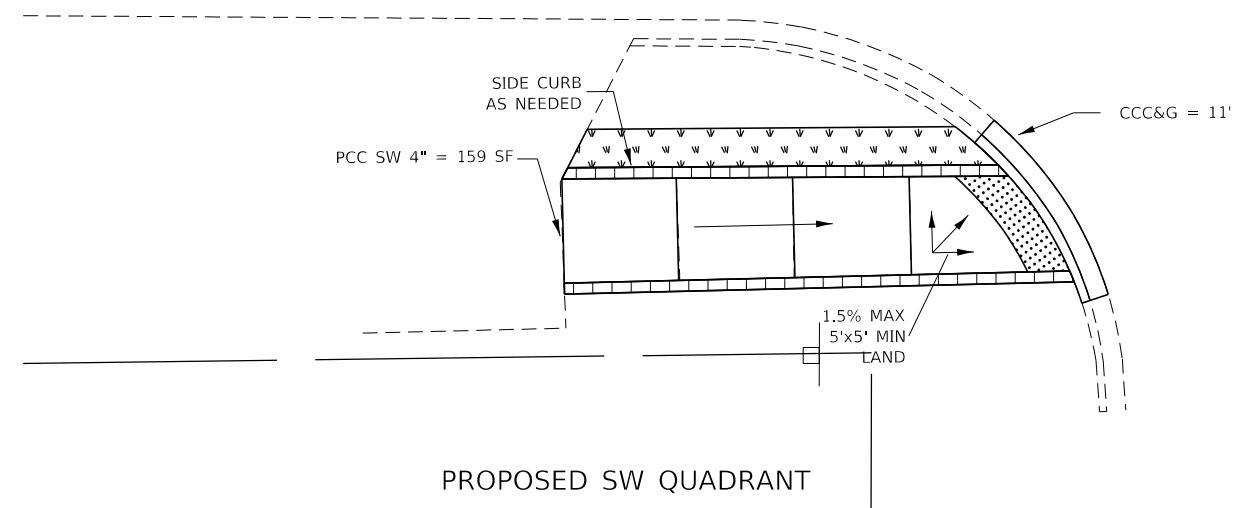 SIDE CURB
AS NEEDED
CCC&G = 11'
PCC SW 4" = 159 SF
1.5% MAX
5'x5' MIN
LAND
PROPOSED SW QUADRANT